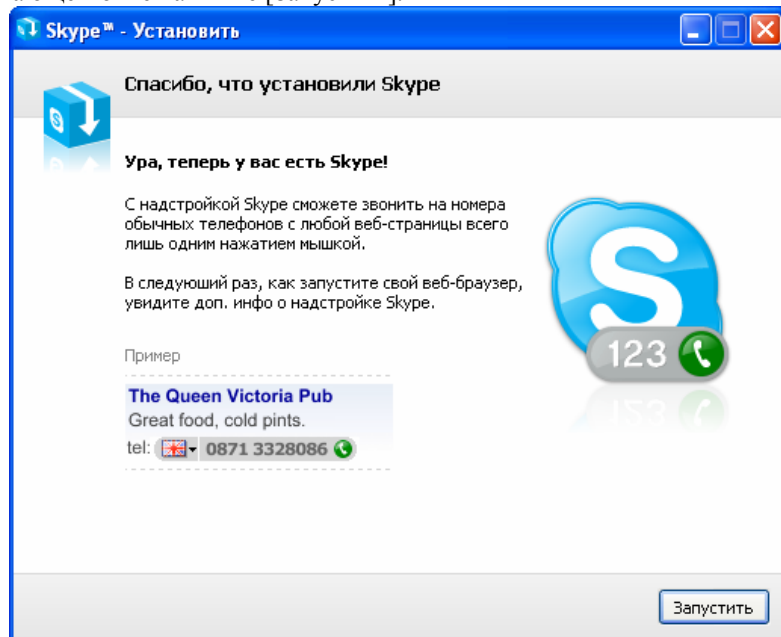 Skype™ - Установить
Спасибо, что установили Skype
Ура, теперь у вас есть Skype!
С надстройкой Skype сможете звонить на номера
обычных телефонов с любой веб-страницы всего
лишь одним нажатием мышкой.
В следуюший раз, как запустите свой веб-браузер,
увидите доп. инфо о надстройке Skype.
123
Пример
The Queen Victoria Pub
Great food, cold pints.
tel: 0871 3328086
Запустить